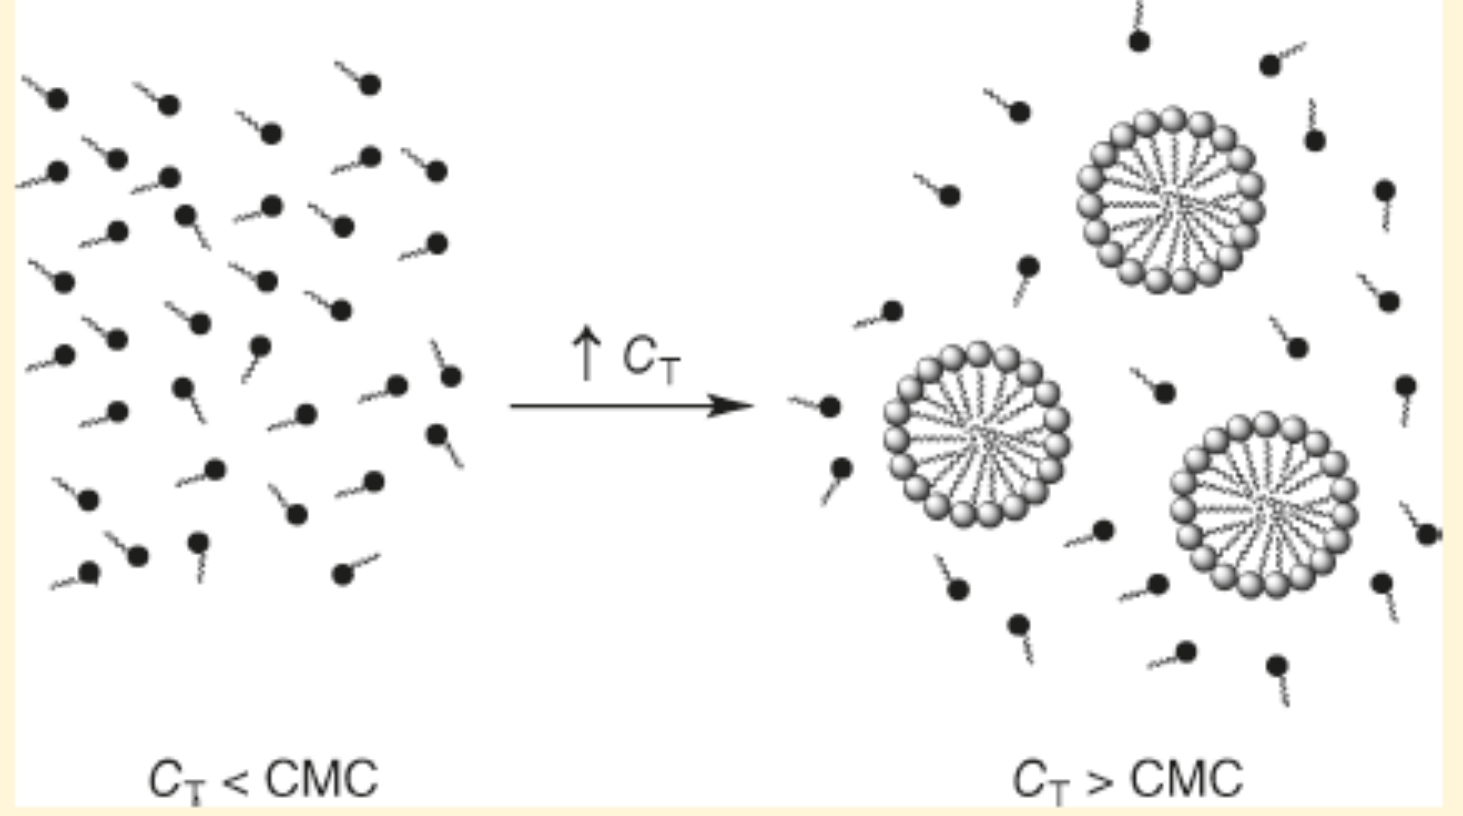 ↑ C_T
C_T < CMC
C_T > CMC